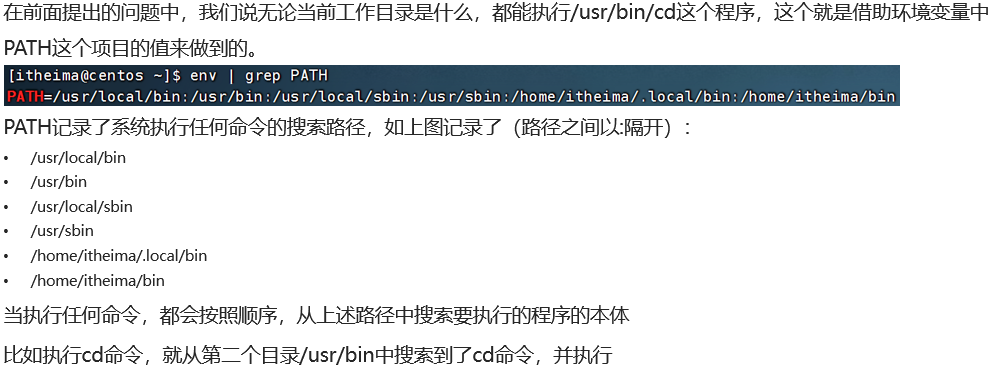 在前面提出的问题中，我们说无论当前工作目录是什么，都能执行/usr/bin/cd这个程序，这个就是借助环境变量中
PATH这个项目的值来做到的。
[itheima@centos ~]$ env | grep PATH
PATH=/usr/local/bin:/usr/bin:/usr/local/sbin:/usr/sbin:/home/itheima/.local/bin:/home/itheima/bin
PATH记录了系统执行任何命令的搜索路径，如上图记录了（路径之间以:隔开）：
• /usr/local/bin
• /usr/bin
• /usr/local/sbin
• /usr/sbin
• /home/itheima/.local/bin
• /home/itheima/bin
当执行任何命令，都会按照顺序，从上述路径中搜索要执行的程序的本体
比如执行cd命令，就从第二个目录/usr/bin中搜索到了cd命令，并执行